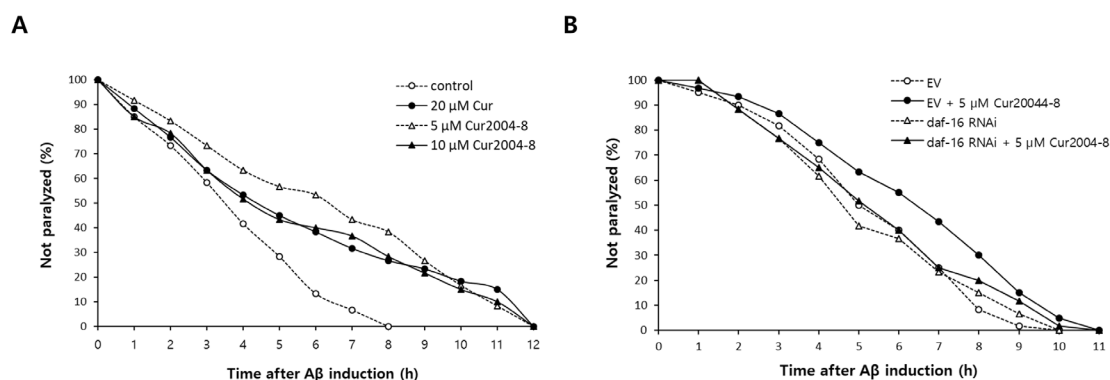 A
B
control
20 μM Cur
5 μM Cur2004-8
10 μM Cur2004-8
100
90
80
70
60
50
40
30
20
10
0
Not paralyzed (%)
0 1 2 3 4 5 6 7 8 9 10 11 12
Time after Aβ induction (h)
EV
EV + 5 μM Cur20044-8
daf-16 RNAi
daf-16 RNAi + 5 μM Cur2004-8
100
90
80
70
60
50
40
30
20
10
0
Not paralyzed (%)
0 1 2 3 4 5 6 7 8 9 10 11
Time after Aβ induction (h)